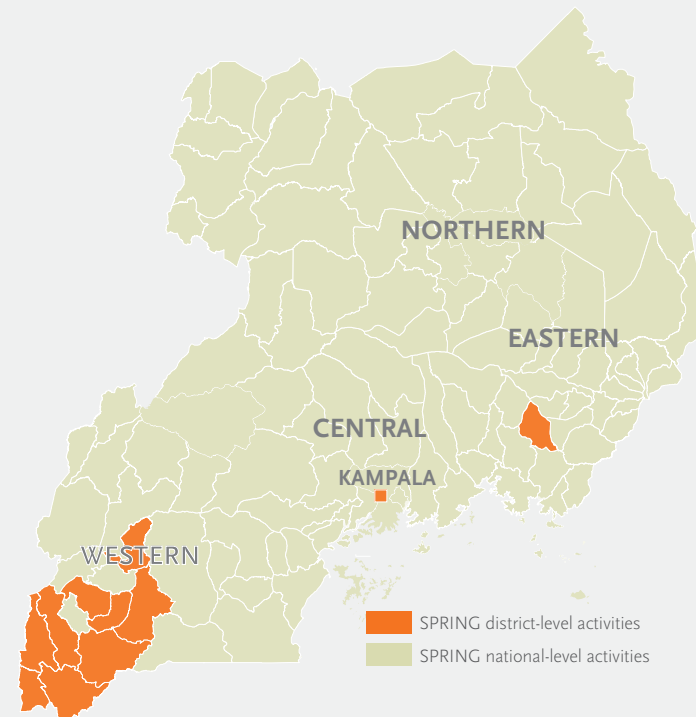 NORTHERN
EASTERN
CENTRAL
KAMPALA
WESTERN
SPRING district-level activities
SPRING national-level activities